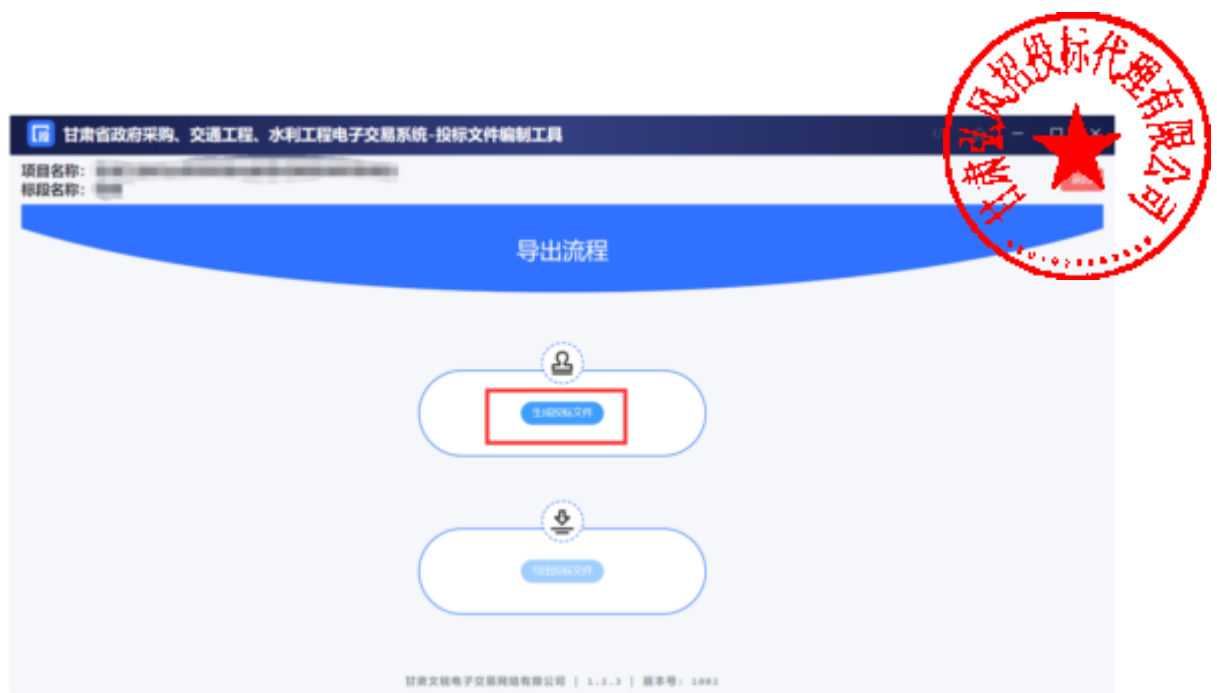 甘肃省政府采购、交通工程、水利工程电子交易系统-投标文件编制工具
项目名称:
标段名称:
导出流程
生成投标文件
导出投标文件
甘肃文锐电子交易网络有限公司 | 1.2.3 | 版本号: 1002
甘肃弘风招投标代理有限公司